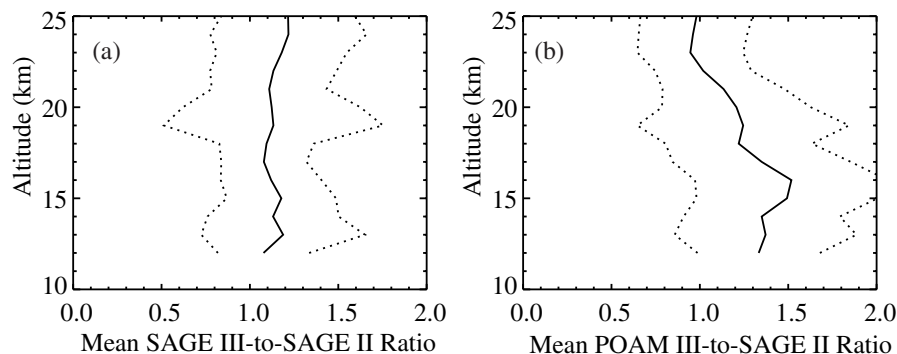 25
(a)
20
15
10
Altitude (km)
0.0 0.5 1.0 1.5 2.0
Mean SAGE III-to-SAGE II Ratio
25
(b)
20
15
10
Altitude (km)
0.0 0.5 1.0 1.5 2.0
Mean POAM III-to-SAGE II Ratio